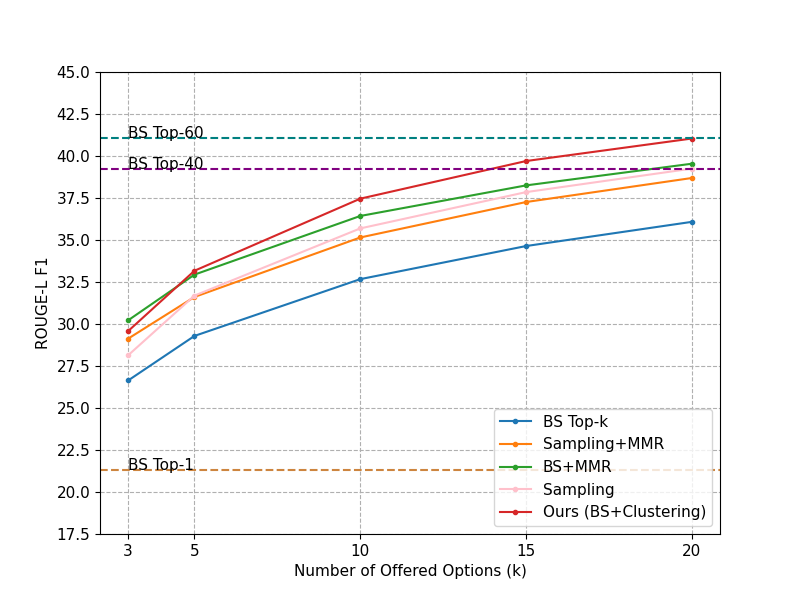 45.0
42.5
40.0
37.5
35.0
32.5
30.0
27.5
25.0
22.5
20.0
17.5
ROUGE-L F1
BS Top-60
BS Top-40
BS Top-1
BS Top-k
Sampling+MMR
BS+MMR
Sampling
Ours (BS+Clustering)
3 5 10 15 20
Number of Offered Options (k)